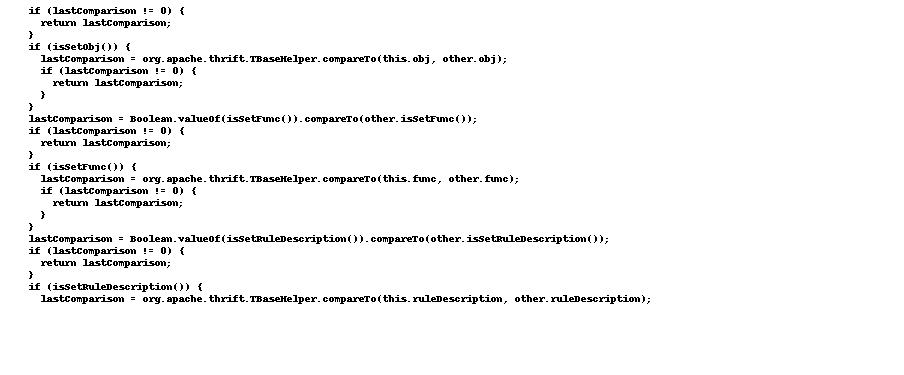 if (lastComparison != 0) {
  return lastComparison;
}
if (isSetObj()) {
  lastComparison = org.apache.thrift.TBaseHelper.compareTo(this.obj, other.obj);
  if (lastComparison != 0) {
    return lastComparison;
  }
}
lastComparison = Boolean.valueOf(isSetFunc()).compareTo(other.isSetFunc());
if (lastComparison != 0) {
  return lastComparison;
}
if (isSetFunc()) {
  lastComparison = org.apache.thrift.TBaseHelper.compareTo(this.func, other.func);
  if (lastComparison != 0) {
    return lastComparison;
  }
}
lastComparison = Boolean.valueOf(isSetRuleDescription()).compareTo(other.isSetRuleDescription());
if (lastComparison != 0) {
  return lastComparison;
}
if (isSetRuleDescription()) {
  lastComparison = org.apache.thrift.TBaseHelper.compareTo(this.ruleDescription, other.ruleDescription);